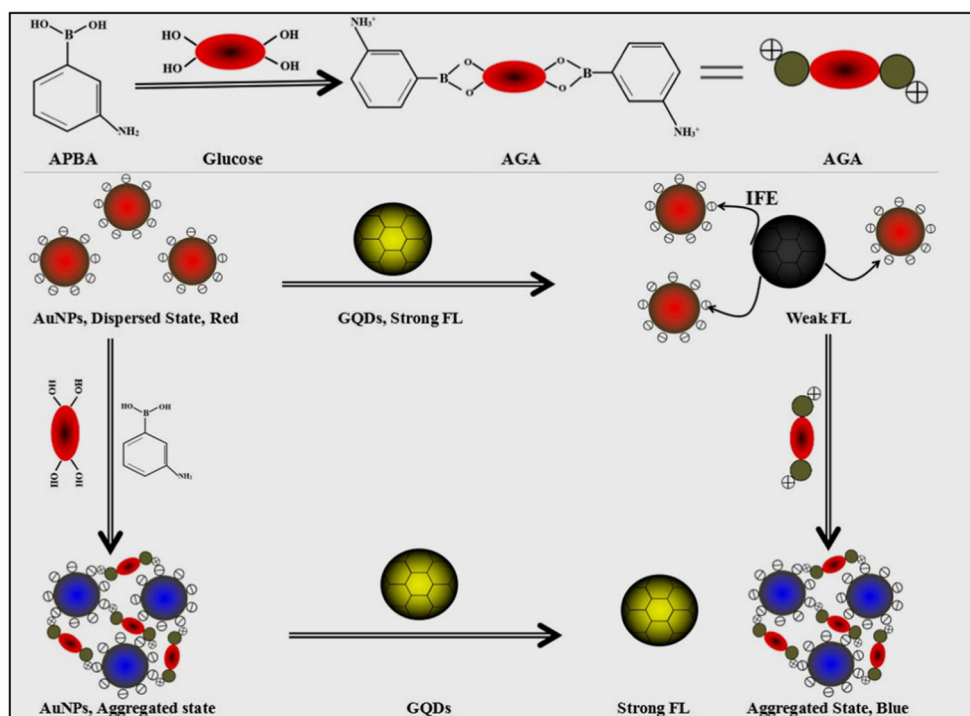 HO OH
B
NH₂
APBA
HO OH
HO OH
Glucose
NH₃⁺
B O O
O O B
NH₃⁺
AGA
=
⊕
⊕
AGA
AuNPs, Dispersed State, Red
GQDs, Strong FL
IFE
Weak FL
HO OH
HO OH
HO OH
B
NH₂
AuNPs, Aggregated state
GQDs
Strong FL
Aggregated State, Blue